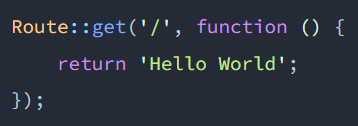 Route::get('/', function () {
    return 'Hello World';
});